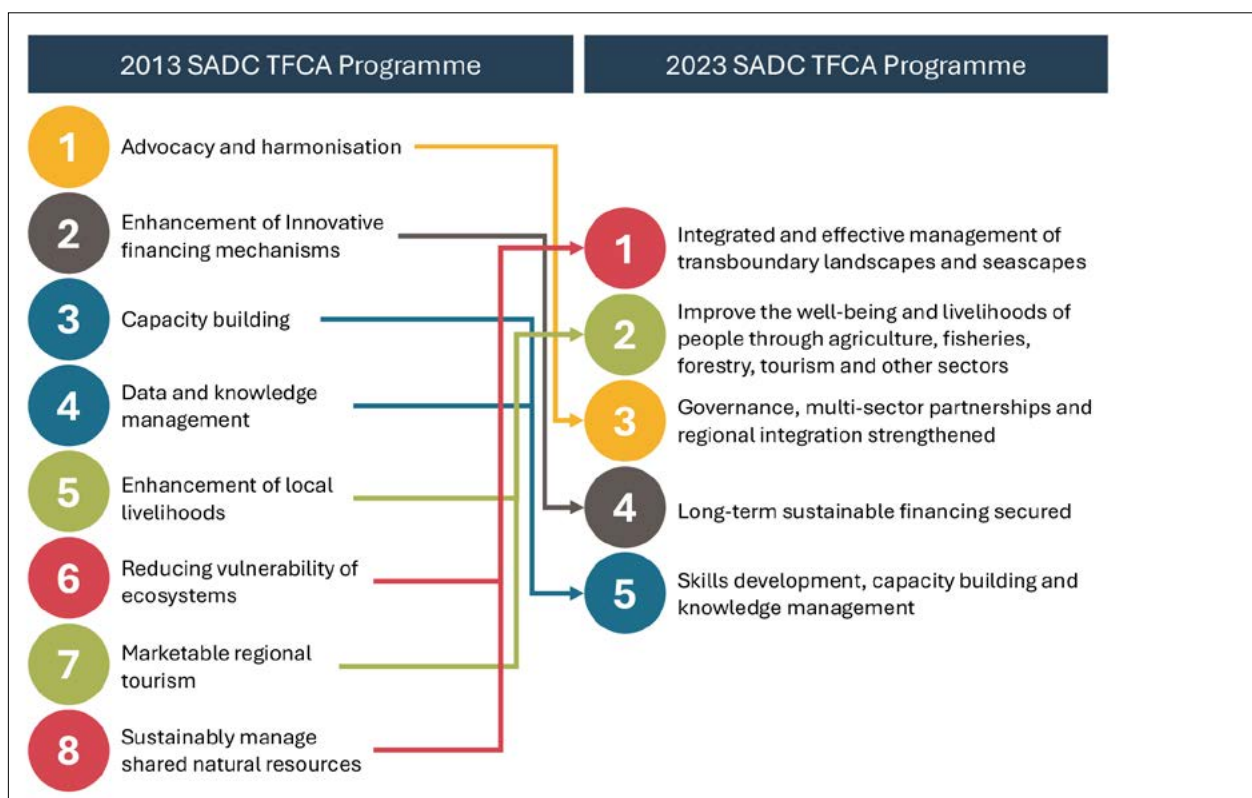 2013 SADC TFCA Programme
2023 SADC TFCA Programme
1
Advocacy and harmonisation
2
Enhancement of Innovative
financing mechanisms
3
Capacity building
4
Data and knowledge
management
5
Enhancement of local
livelihoods
6
Reducing vulnerability of
ecosystems
7
Marketable regional
tourism
8
Sustainably manage
shared natural resources
1
Integrated and effective management of
transboundary landscapes and seascapes
2
Improve the well-being and livelihoods of
people through agriculture, fisheries,
forestry, tourism and other sectors
3
Governance, multi-sector partnerships and
regional integration strengthened
4
Long-term sustainable financing secured
5
Skills development, capacity building and
knowledge management